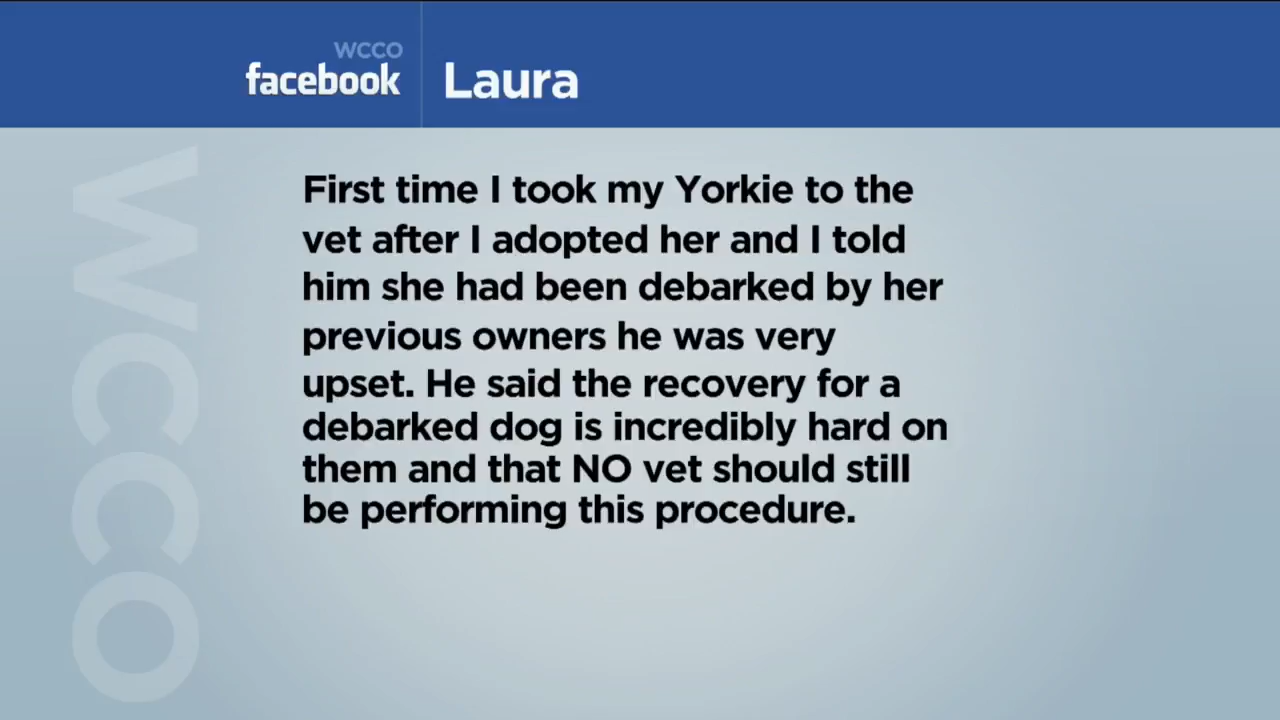 WCCO
facebook
Laura
First time I took my Yorkie to the
vet after I adopted her and I told
him she had been debarked by her
previous owners he was very
upset. He said the recovery for a
debarked dog is incredibly hard on
them and that NO vet should still
be performing this procedure.
WCCO